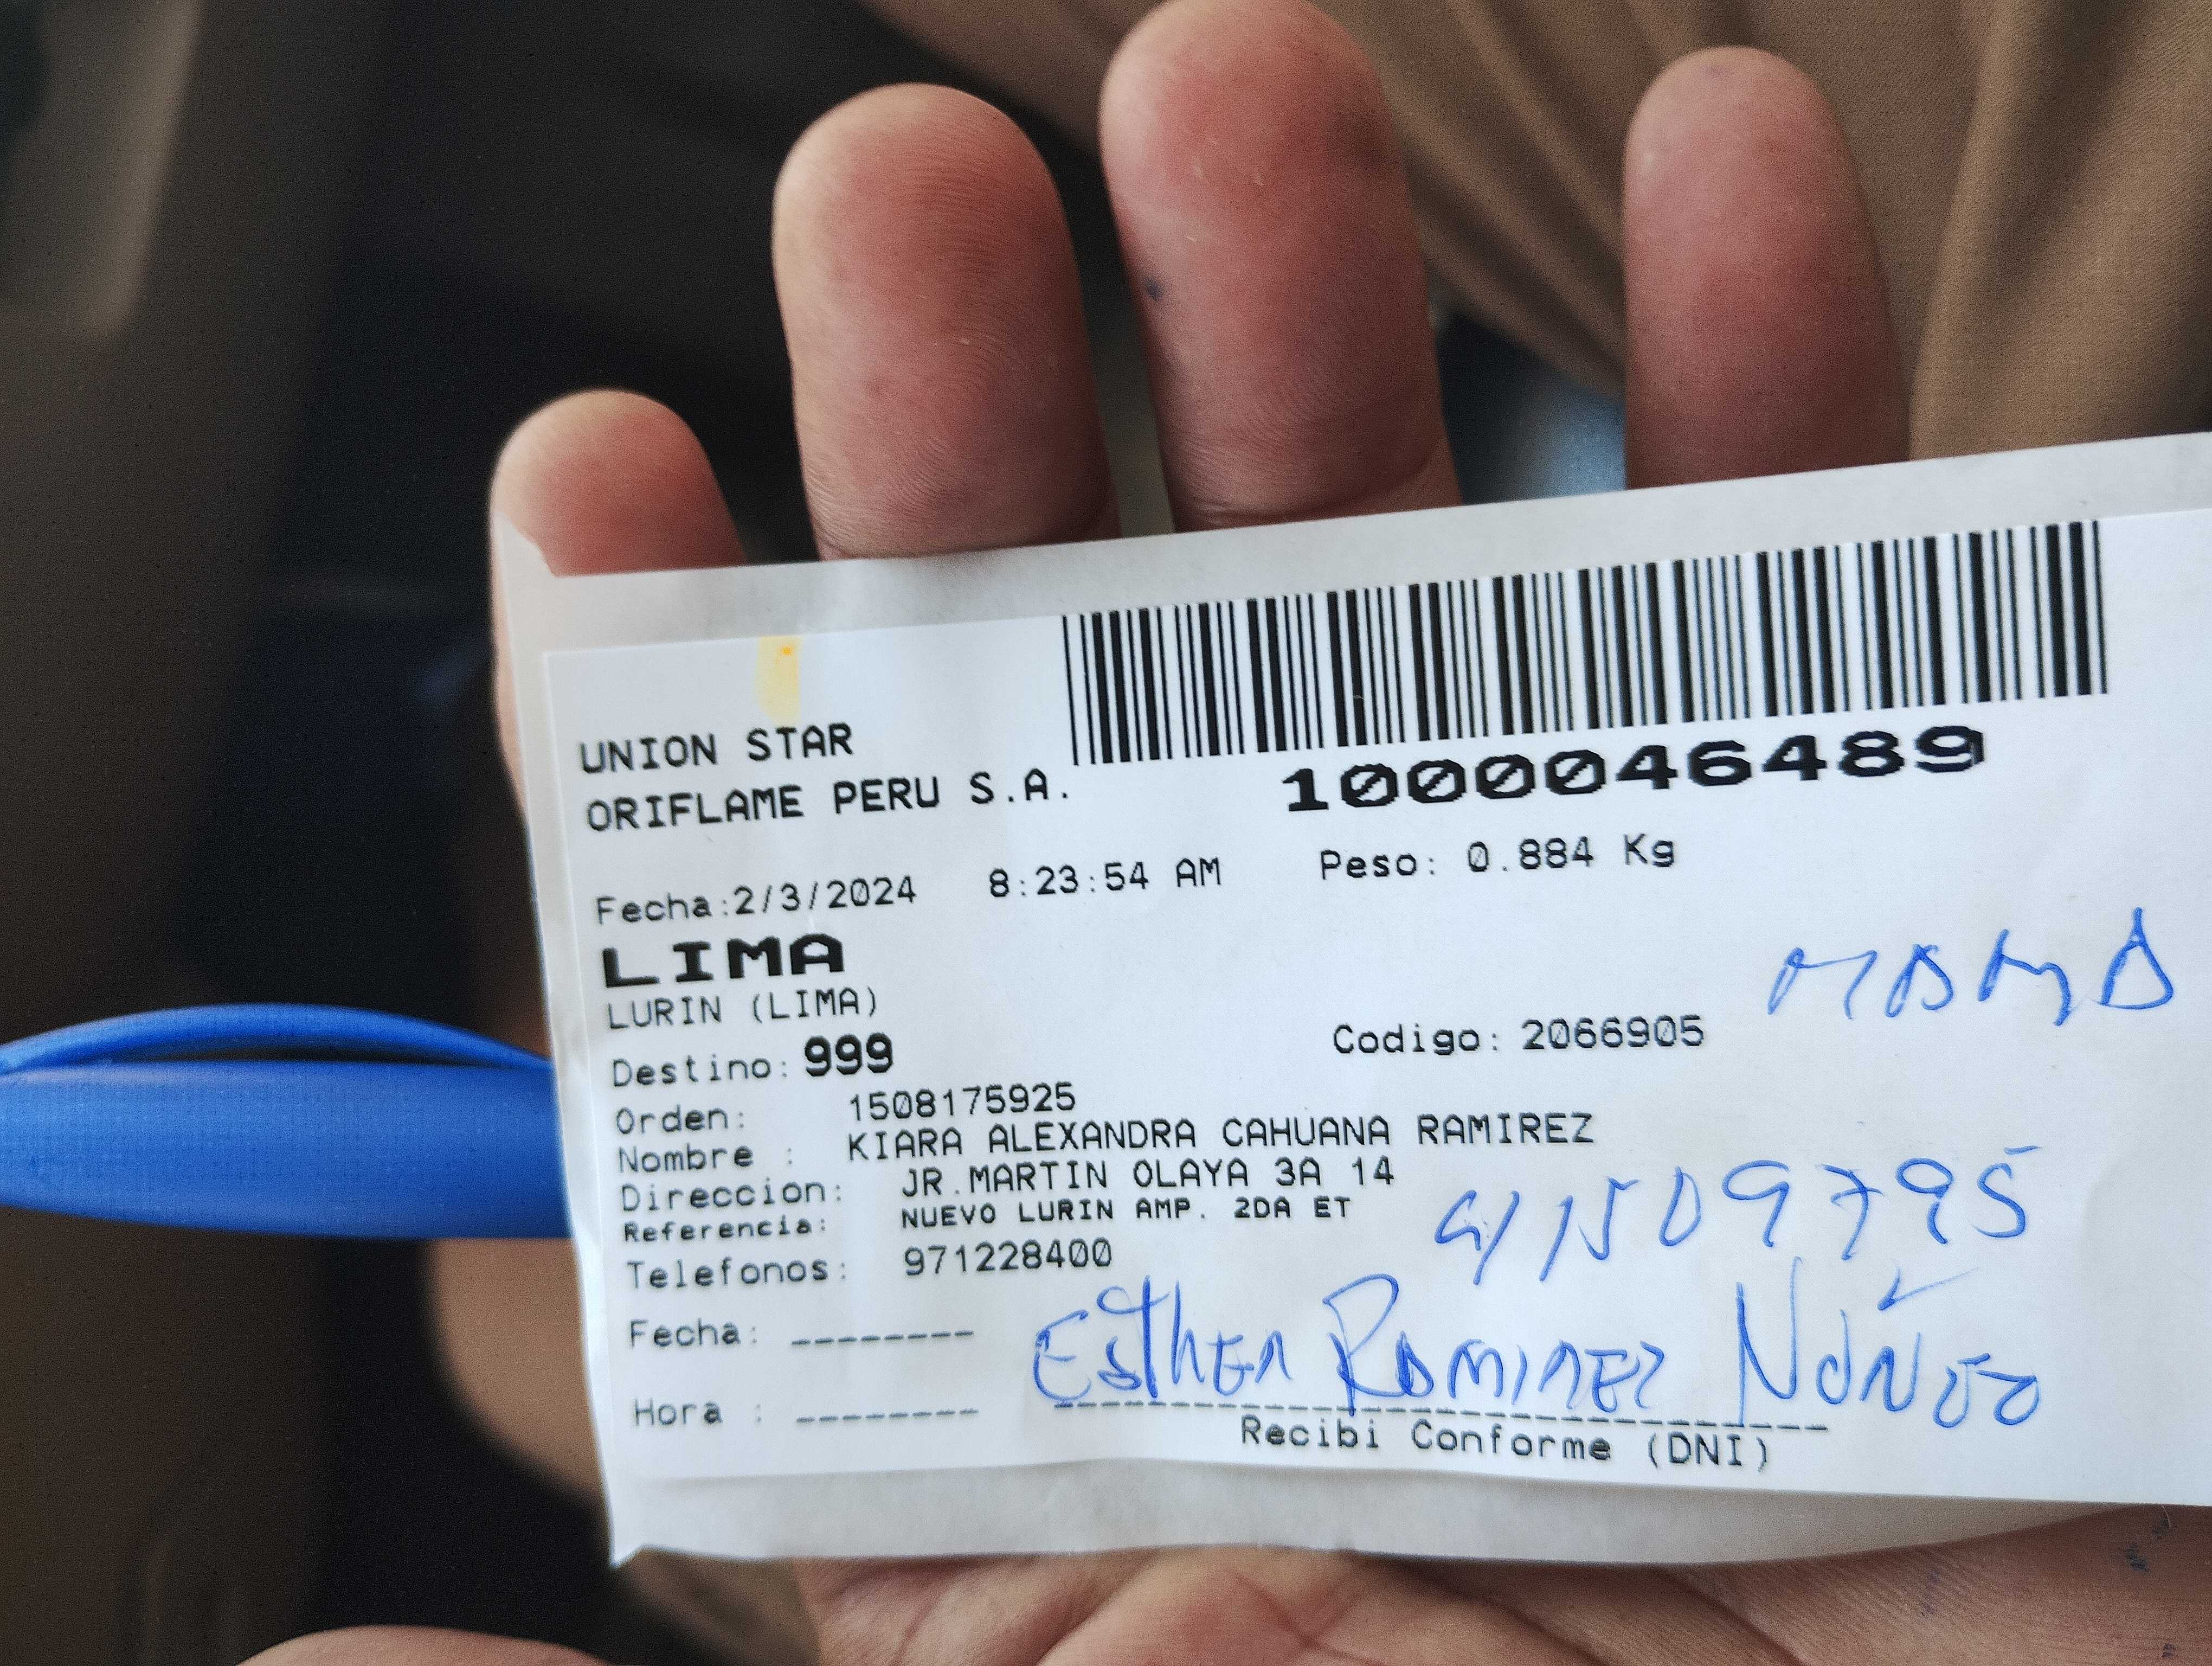 UNION STAR
ORIFLAME PERU S.A.
1000046489
Fecha:2/3/2024 8:23:54 AM Peso: 0.884 Kg
LIMA
LURIN (LIMA)
MAMA
Destino: 999 Codigo: 2066905
Orden: 1508175925
Nombre : KIARA ALEXANDRA CAHUANA RAMIREZ
Direccion: JR.MARTIN OLAYA 3A 14
Referencia: NUEVO LURIN AMP. 2DA ET
41509795
Telefonos: 971228400
Fecha: --------
Esther RAMIREZ
Hora : --------
Recibi Conforme (DNI)